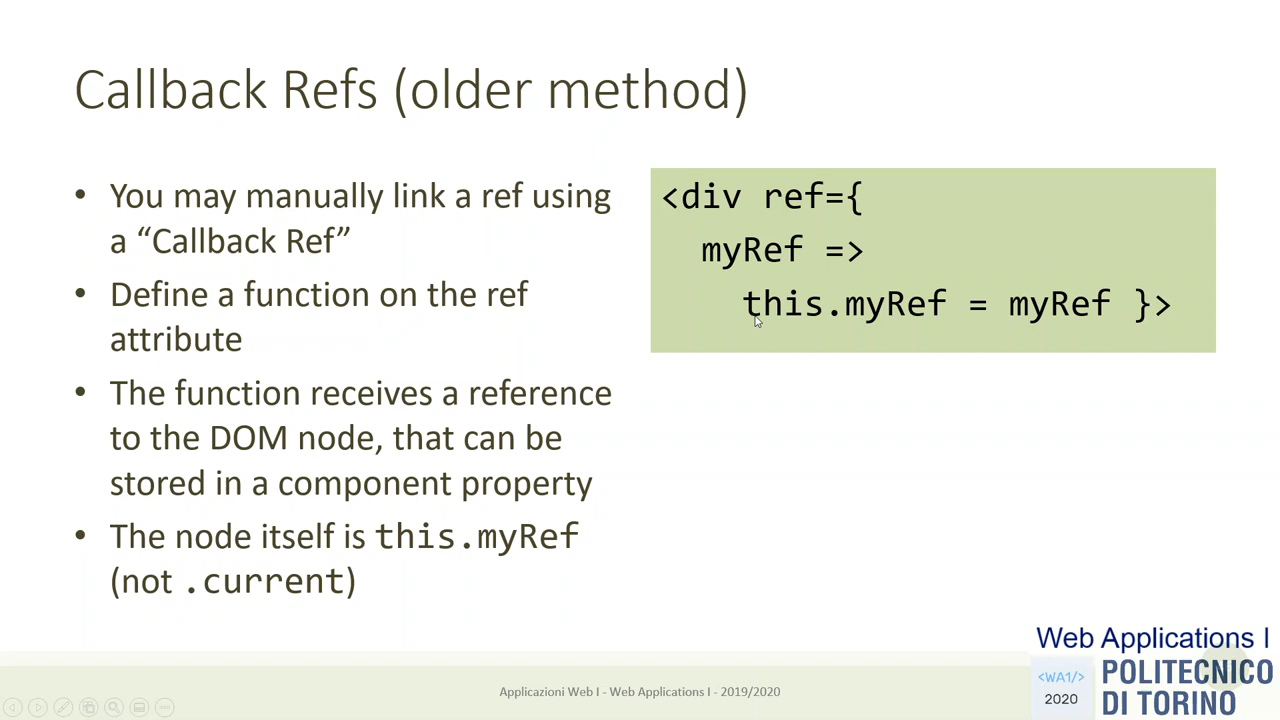 Callback Refs (older method)
• You may manually link a ref using
a “Callback Ref”
• Define a function on the ref
attribute
• The function receives a reference
to the DOM node, that can be
stored in a component property
• The node itself is this.myRef
(not .current)
<div ref={
myRef =>
this.myRef = myRef }>
Applicazioni Web I - Web Applications I - 2019/2020
Web Applications I
<WA1/>
2020
POLITECNICO
DI TORINO